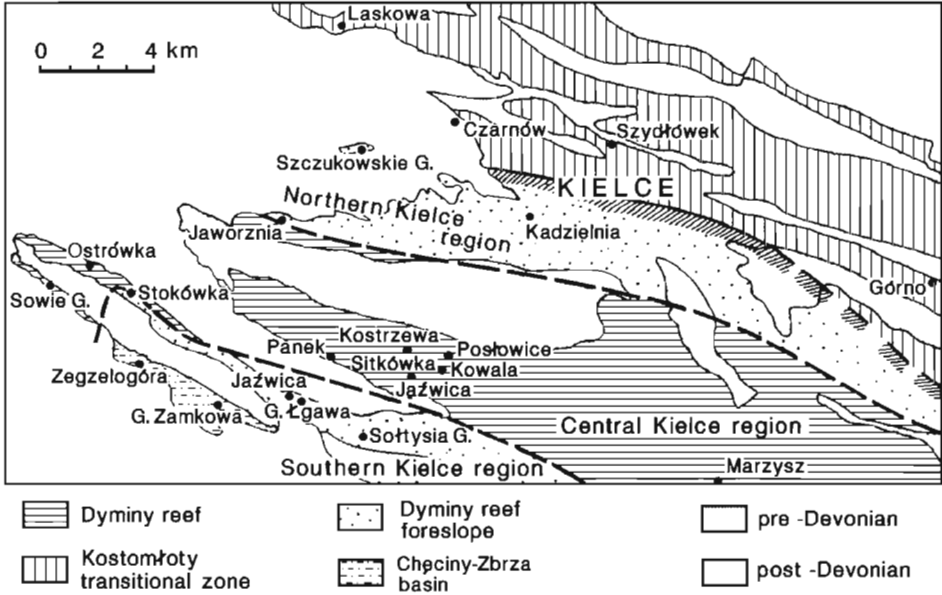 Laskowa
0 2 4 km
Czarnów
Szydłówek
Szczukowskie G.
KIELCE
Northern Kielce
region
Jaworznia
Kadzielnia
Ostrówka
Sowie G.
Stokówka
Górno
Kostrzewa
Panek
Posłowice
Sitkówka
Kowala
Zegzelogóra
Jaźwica
Jaźwica
G. Zamkowa
G. Łgawa
Sołtysia G.
Central Kielce region
Southern Kielce region
Marzysz
Dyminy reef
Dyminy reef
foreslope
pre -Devonian
Kostomłoty
transitional zone
Chęciny-Zbrza
basin
post -Devonian